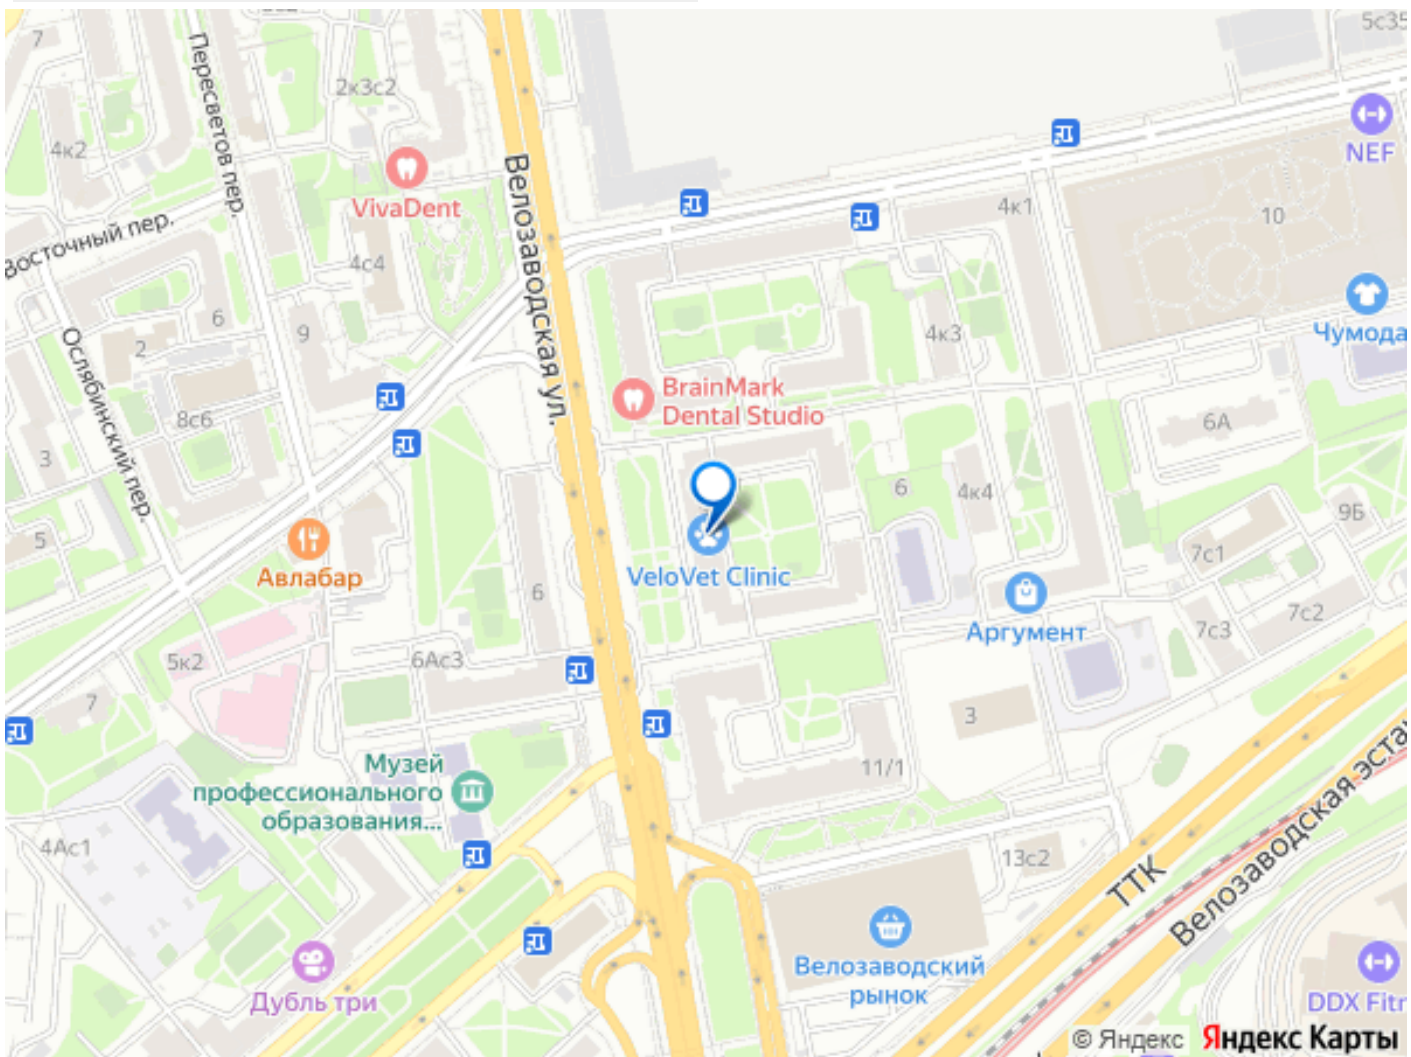 7
5с35
Пересветов пер.
2к3с2
4к2
NEF
VivaDent
Велозаводская ул.
Восточный пер.
4к1
10
4с4
6
9
4к3
Чумода
2
Ослябинский пер.
BrainMark
Dental Studio
8с6
6А
3
6
4к4
9Б
5
7с1
Авлабар
VeloVet Clinic
6
Аргумент
7с2
7с3
5к2
6Ас3
7
3
Музей
профессионального
образования...
11/1
Велозаводская эста
4Ас1
13с2
ТТК
Велозаводский
рынок
Дубль три
DDX Fit
© Яндекс Яндекс Карты